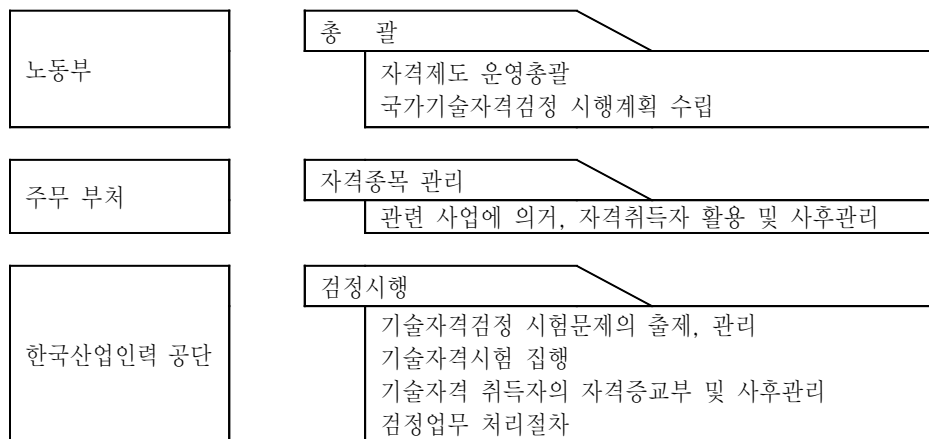 노동부
총 괄
자격제도 운영총괄
국가기술자격검정 시행계획 수립
주무 부처
자격종목 관리
관련 사업에 의거, 자격취득자 활용 및 사후관리
한국산업인력 공단
검정시행
기술자격검정 시험문제의 출제, 관리
기술자격시험 집행
기술자격 취득자의 자격증교부 및 사후관리
검정업무 처리절차